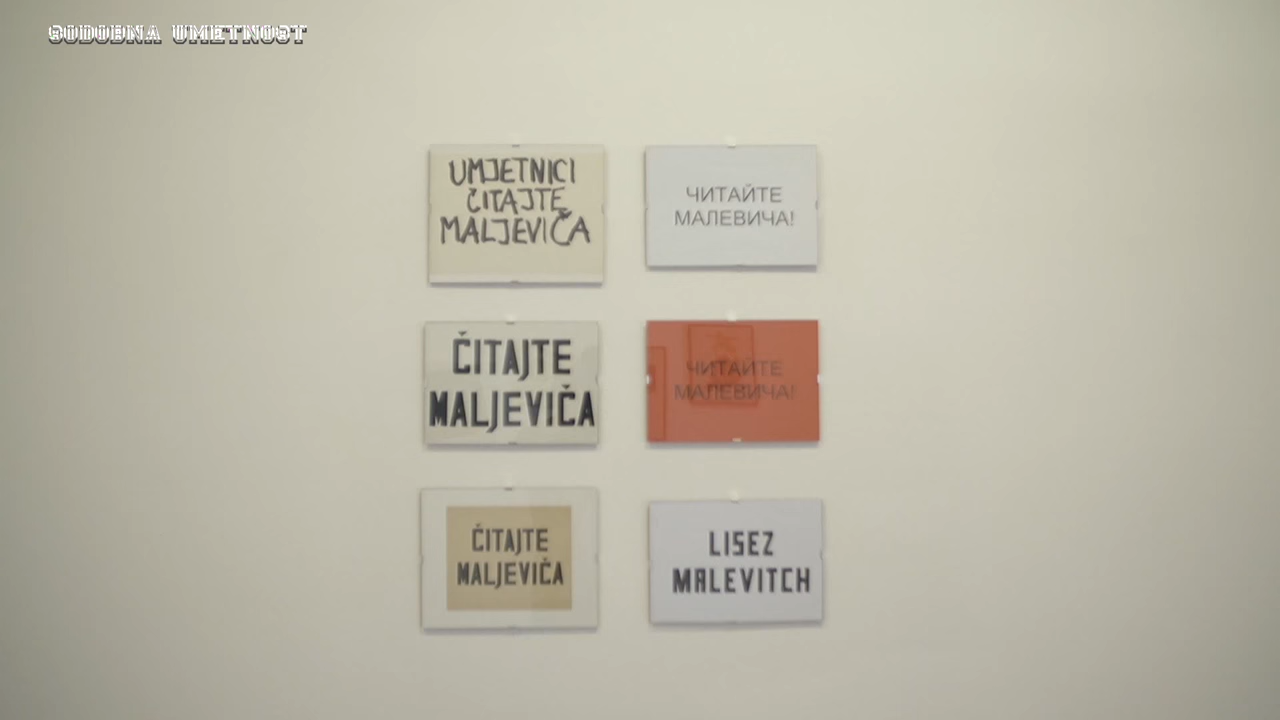 SODOBNA UMETNOST
UMJETNICI
ČITAJTE
MALJEVIČA
ЧИТАЙТЕ
МАЛЕВИЧА!
ČITAJTE
MALJEVIČA
ЧИТАЙТЕ
МАЛЕВИЧА!
ČITAJTE
MALJEVIČA
LISEZ
MALEVITCH